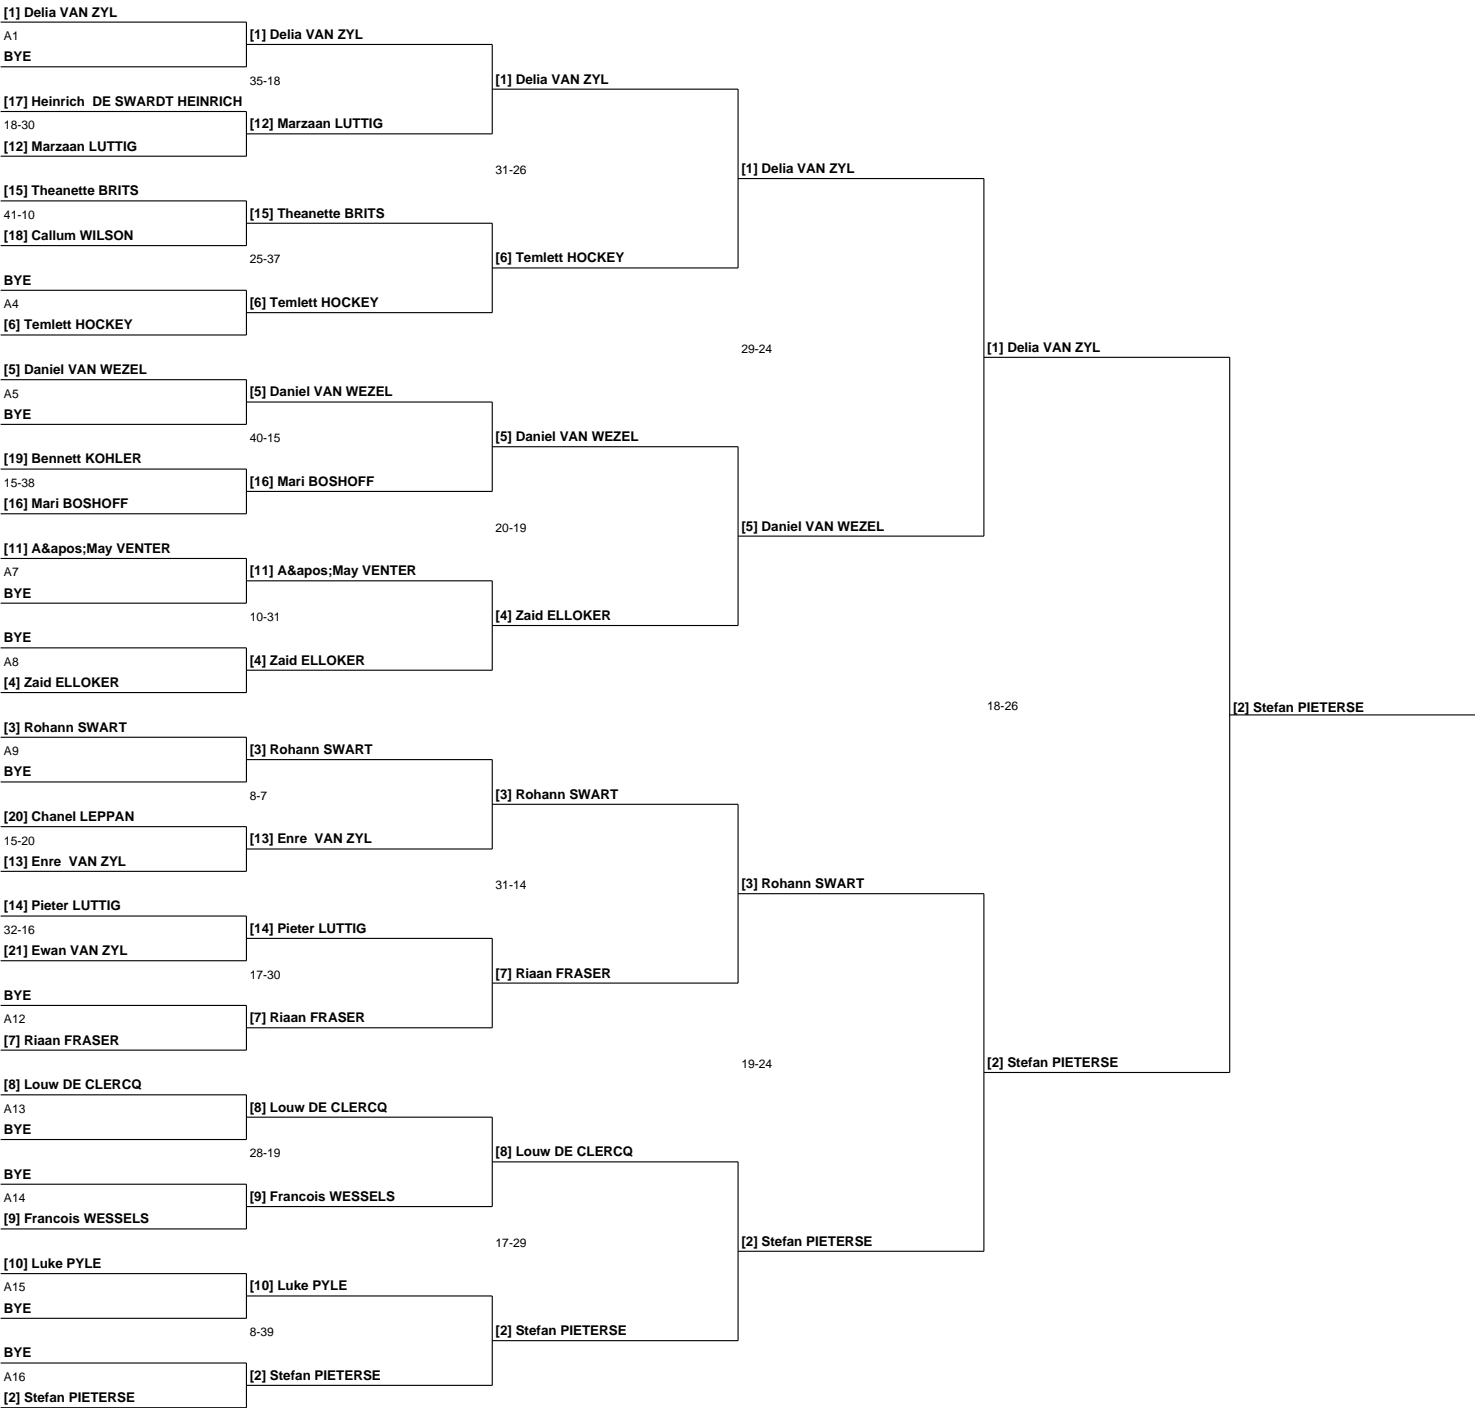 [1] Delia VAN ZYL
A1
BYE
[17] Heinrich  DE SWARDT HEINRICH
18-30
[12] Marzaan LUTTIG
[15] Theanette BRITS
41-10
[18] Callum WILSON
BYE
A4
[6] Temlett HOCKEY
[5] Daniel VAN WEZEL
A5
BYE
[19] Bennett KOHLER
15-38
[16] Mari BOSHOFF
[11] A&apos;May VENTER
A7
BYE
BYE
A8
[4] Zaid ELLOKER
[3] Rohann SWART
A9
BYE
[20] Chanel LEPPAN
15-20
[13] Enre  VAN ZYL
[14] Pieter LUTTIG
32-16
[21] Ewan VAN ZYL
BYE
A12
[7] Riaan FRASER
[8] Louw DE CLERCQ
A13
BYE
BYE
A14
[9] Francois WESSELS
[10] Luke PYLE
A15
BYE
BYE
A16
[2] Stefan PIETERSE
[1] Delia VAN ZYL
35-18
[12] Marzaan LUTTIG
[15] Theanette BRITS
25-37
[6] Temlett HOCKEY
[5] Daniel VAN WEZEL
40-15
[16] Mari BOSHOFF
[11] A&apos;May VENTER
10-31
[4] Zaid ELLOKER
[3] Rohann SWART
8-7
[13] Enre  VAN ZYL
[14] Pieter LUTTIG
17-30
[7] Riaan FRASER
[8] Louw DE CLERCQ
28-19
[9] Francois WESSELS
[10] Luke PYLE
8-39
[2] Stefan PIETERSE
[1] Delia VAN ZYL
31-26
[6] Temlett HOCKEY
[5] Daniel VAN WEZEL
20-19
[4] Zaid ELLOKER
[3] Rohann SWART
31-14
[7] Riaan FRASER
[8] Louw DE CLERCQ
17-29
[2] Stefan PIETERSE
[1] Delia VAN ZYL
29-24
[5] Daniel VAN WEZEL
[3] Rohann SWART
19-24
[2] Stefan PIETERSE
[1] Delia VAN ZYL
18-26
[2] Stefan PIETERSE
[2] Stefan PIETERSE